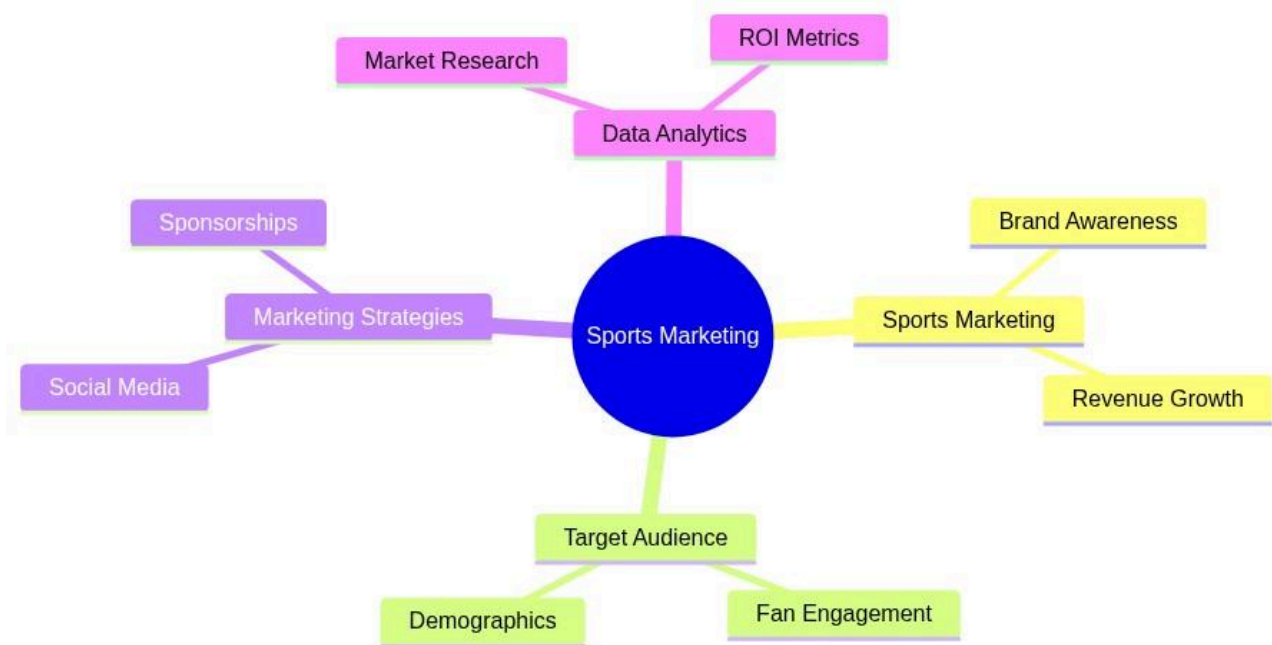 ROI Metrics
Market Research
Data Analytics
Sponsorships
Brand Awareness
Marketing Strategies
Sports Marketing
Sports Marketing
Social Media
Revenue Growth
Target Audience
Demographics
Fan Engagement